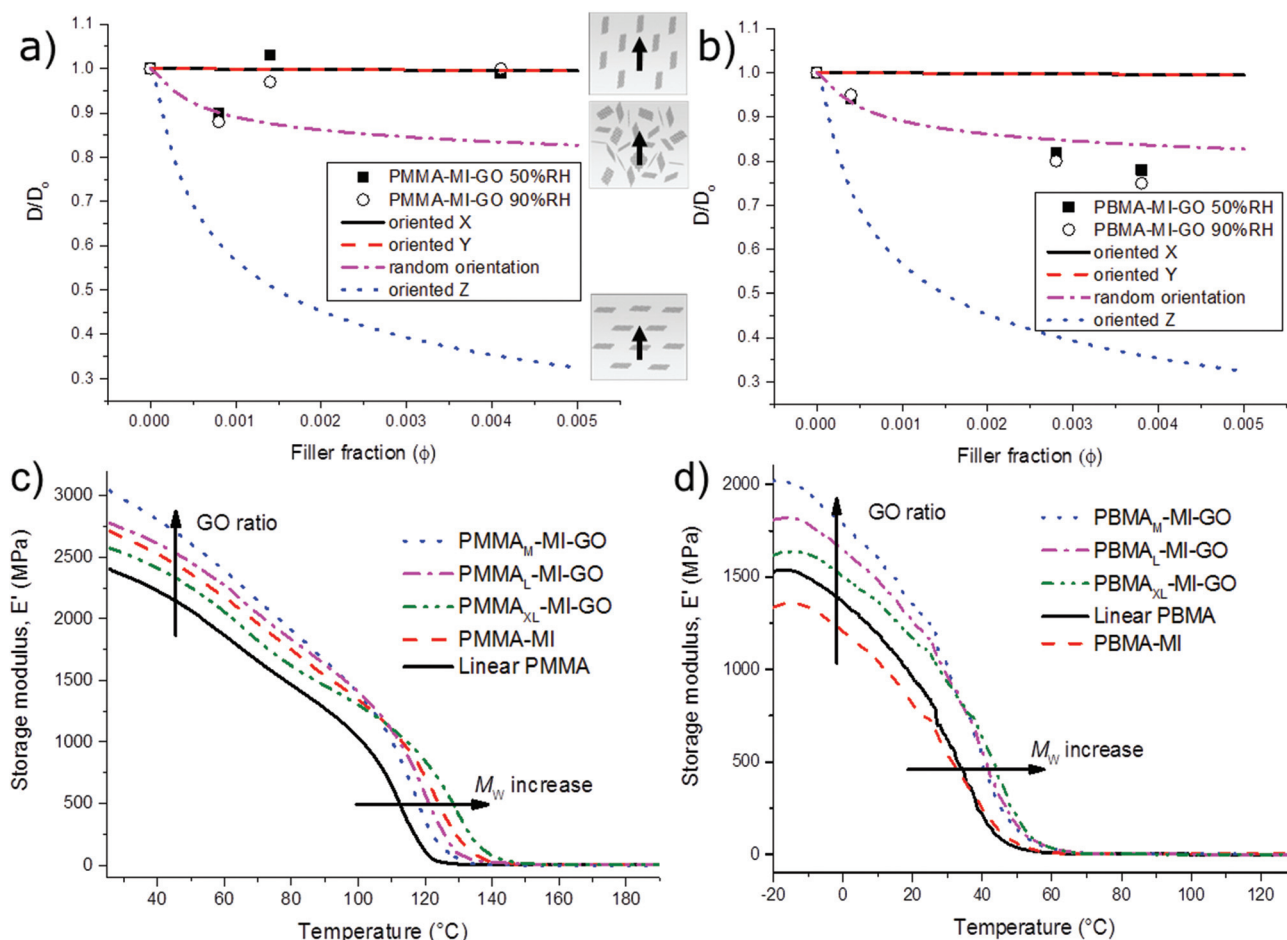 a)
1.0
0.9
0.8
0.7
0.6
0.5
0.4
0.3
D/Do
PMMA-MI-GO 50%RH
PMMA-MI-GO 90%RH
oriented X
oriented Y
random orientation
oriented Z
0.000 0.001 0.002 0.003 0.004 0.005
Filler fraction (ϕ)
b)
1.0
0.9
0.8
0.7
0.6
0.5
0.4
0.3
D/Do
PBMA-MI-GO 50%RH
PBMA-MI-GO 90%RH
oriented X
oriented Y
random orientation
oriented Z
0.000 0.001 0.002 0.003 0.004 0.005
Filler fraction (ϕ)
c)
3000
2500
2000
1500
1000
500
0
Storage modulus, E' (MPa)
GO ratio
PMMAM-MI-GO
PMMAL-MI-GO
PMMAXL-MI-GO
PMMA-MI
Linear PMMA
MW increase
40 60 80 100 120 140 160 180
Temperature (°C)
d)
2000
1500
1000
500
0
Storage modulus, E' (MPa)
GO ratio
PBMAM-MI-GO
PBMAL-MI-GO
PBMAXL-MI-GO
Linear PBMA
PBMA-MI
MW increase
-20 0 20 40 60 80 100 120
Temperature (°C)